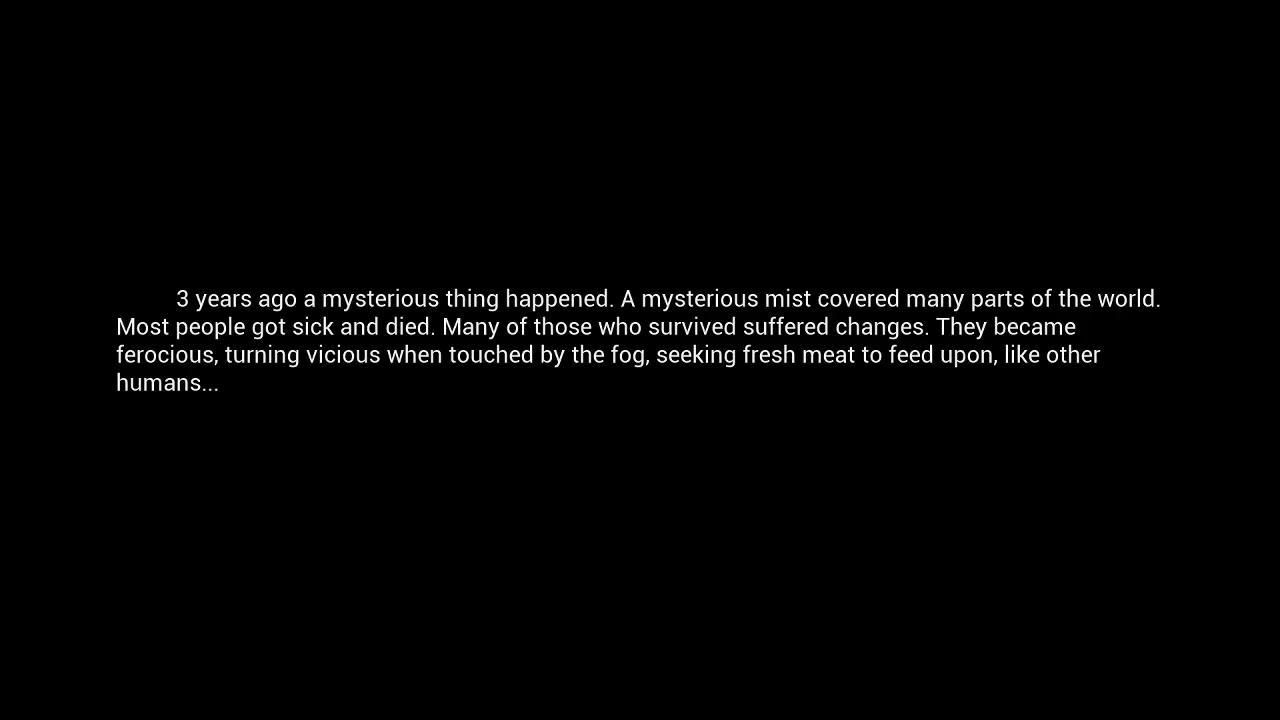 3 years ago a mysterious thing happened. A mysterious mist covered many parts of the world.
Most people got sick and died. Many of those who survived suffered changes. They became
ferocious, turning vicious when touched by the fog, seeking fresh meat to feed upon, like other
humans...